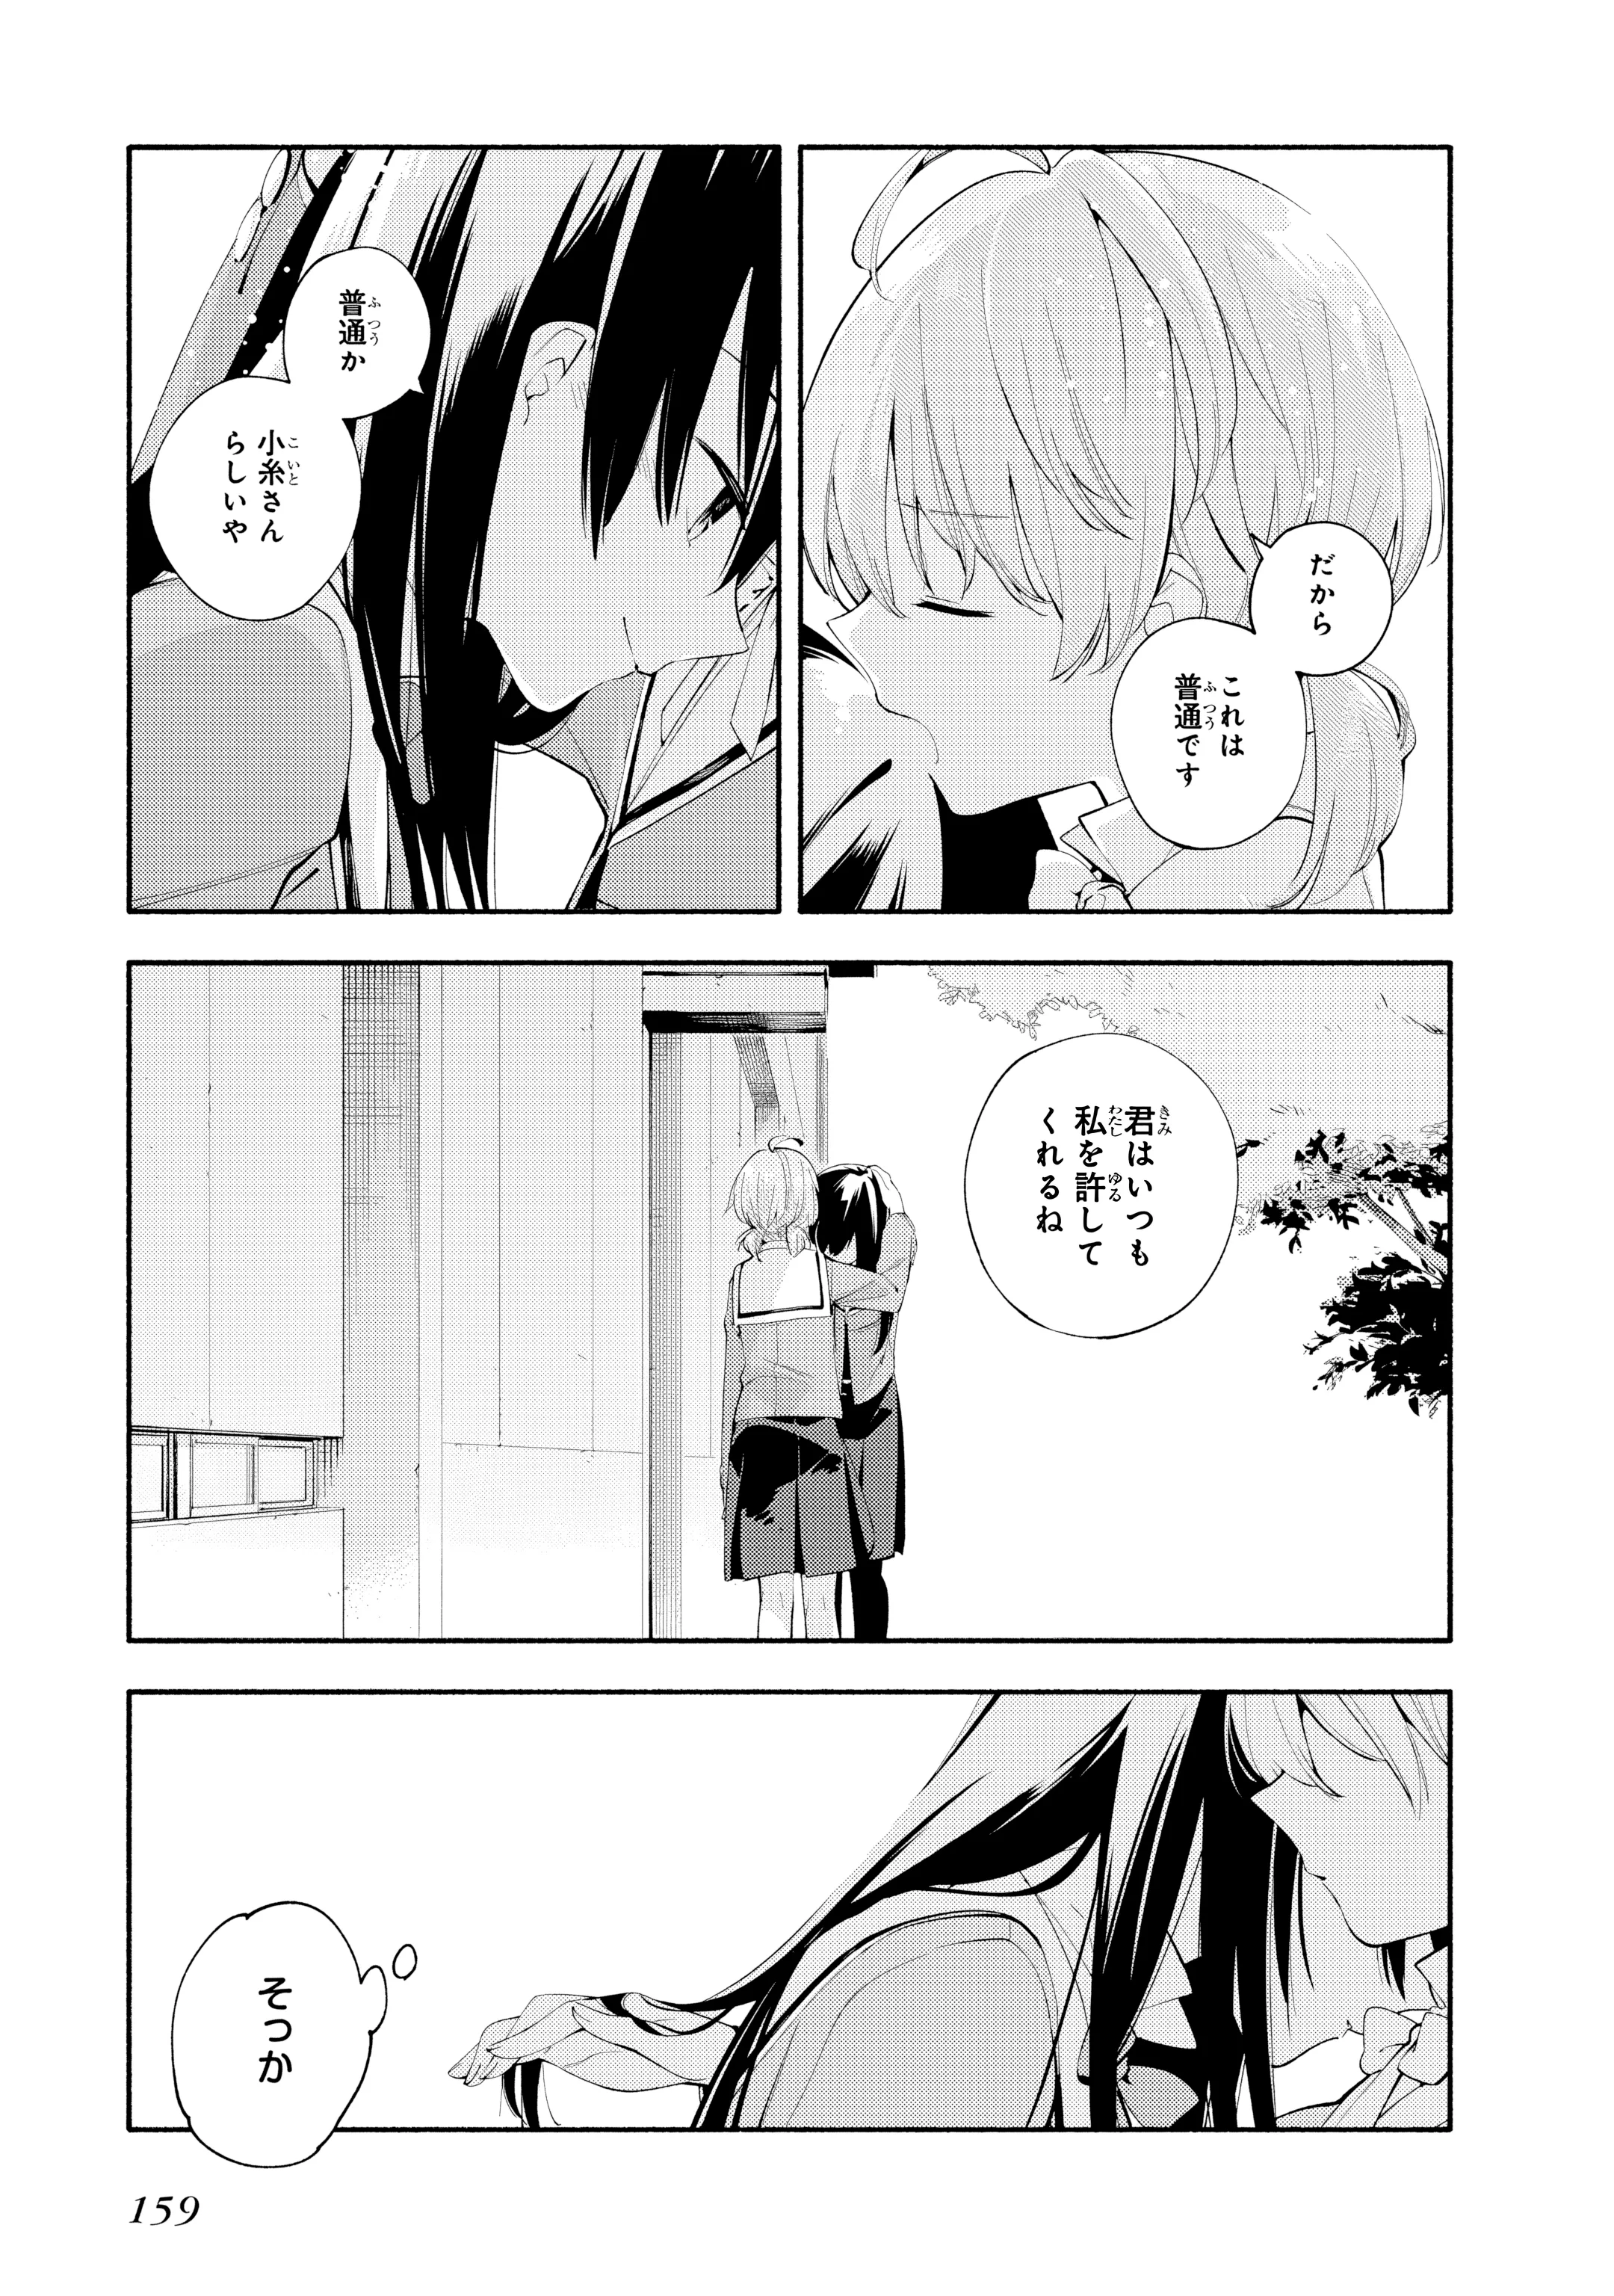 だから
これは
普通です
普通か
小糸さん
らしいや
君はいつも
私を許して
くれるね
そっか
159